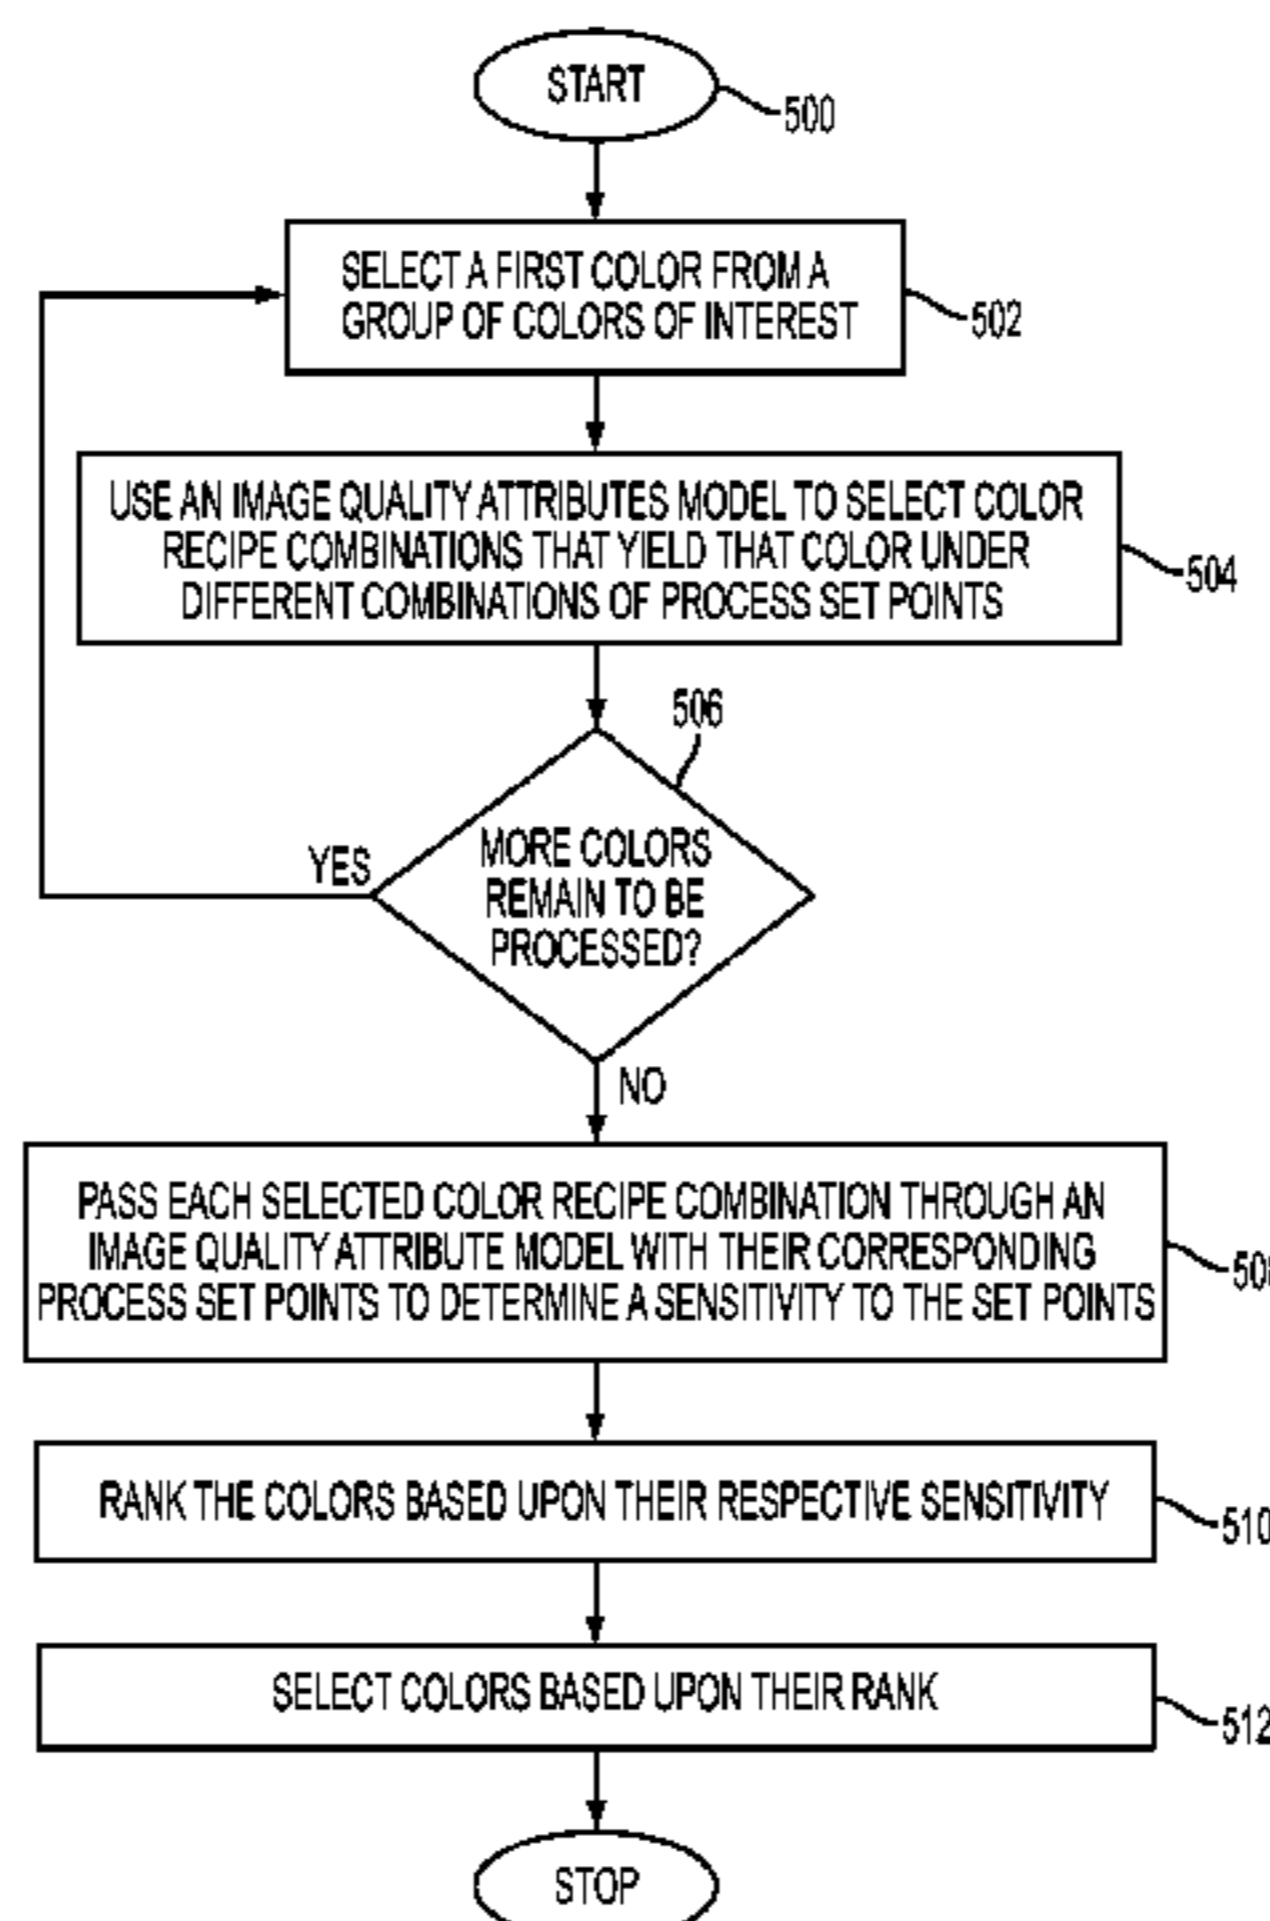 START
500
SELECT A FIRST COLOR FROM A
GROUP OF COLORS OF INTEREST
502
USE AN IMAGE QUALITY ATTRIBUTES MODEL TO SELECT COLOR
RECIPE COMBINATIONS THAT YIELD THAT COLOR UNDER
DIFFERENT COMBINATIONS OF PROCESS SET POINTS
504
506
MORE COLORS
REMAIN TO BE
PROCESSED?
YES
NO
PASS EACH SELECTED COLOR RECIPE COMBINATION THROUGH AN
IMAGE QUALITY ATTRIBUTE MODEL WITH THEIR CORRESPONDING
PROCESS SET POINTS TO DETERMINE A SENSITIVITY TO THE SET POINTS
RANK THE COLORS BASED UPON THEIR RESPECTIVE SENSITIVITY
510
SELECT COLORS BASED UPON THEIR RANK
512
STOP